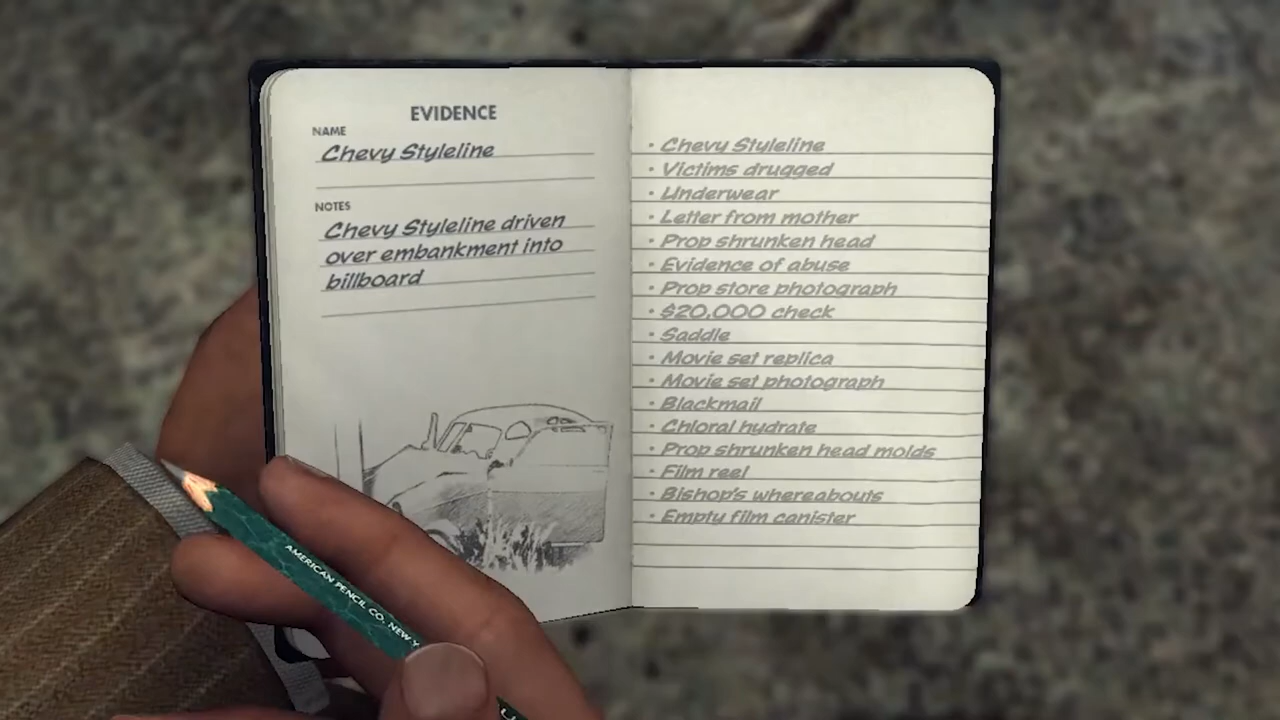 EVIDENCE
NAME
Chevy Styleline
NOTES
Chevy Styleline driven
over embankment into
billboard
• Chevy Styleline
• Victims drugged
• Underwear
• Letter from mother
• Prop shrunken head
• Evidence of abuse
• Prop store photograph
• $20,000 check
• Saddle
• Movie set replica
• Movie set photograph
• Blackmail
• Chloral hydrate
• Prop shrunken head molds
• Film reel
• Bishop's whereabouts
• Empty film canister
AMERICAN PENCIL CO. NEW Y